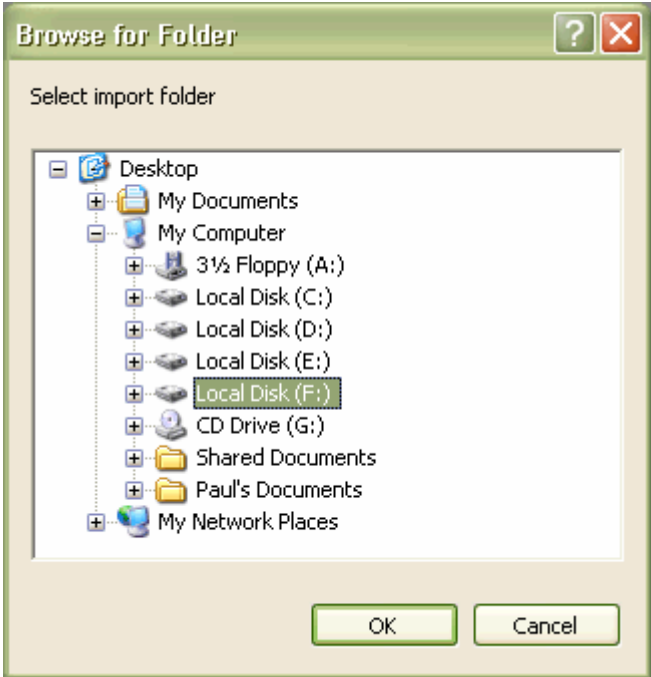 Browse for Folder
Select import folder
Desktop
My Documents
My Computer
3½ Floppy (A:)
Local Disk (C:)
Local Disk (D:)
Local Disk (E:)
Local Disk (F:)
CD Drive (G:)
Shared Documents
Paul's Documents
My Network Places
OK
Cancel